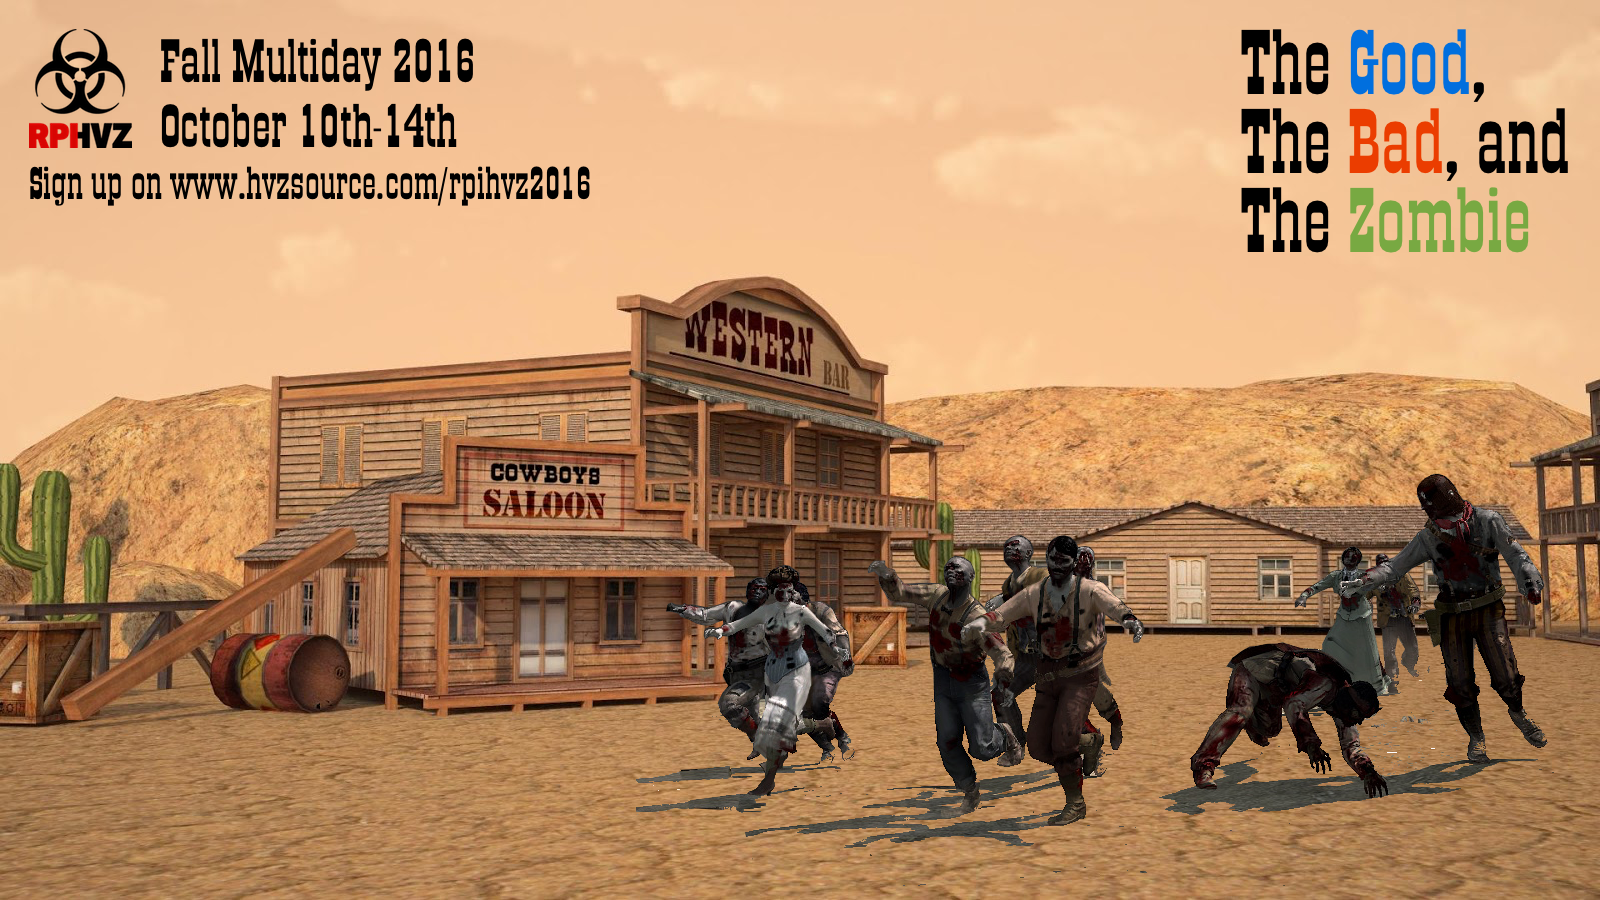 Fall Multiday 2016
October 10th-14th
RPHVZ
Sign up on www.hvzsource.com/rpihvz2016
The Good,
The Bad, and
The Zombie
WESTERN
BAR
COWBOYS
SALOON